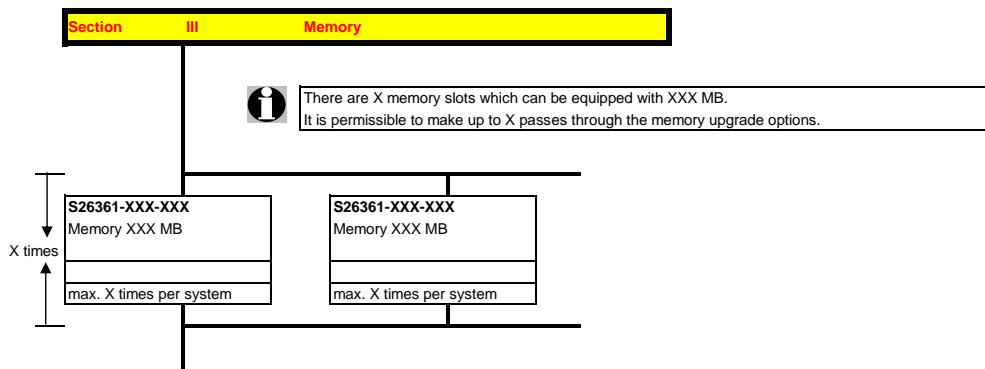 Section III Memory
There are X memory slots which can be equipped with XXX MB.
It is permissible to make up to X passes through the memory upgrade options.
S26361-XXX-XXX
Memory XXX MB
max. X times per system
S26361-XXX-XXX
Memory XXX MB
max. X times per system
X times